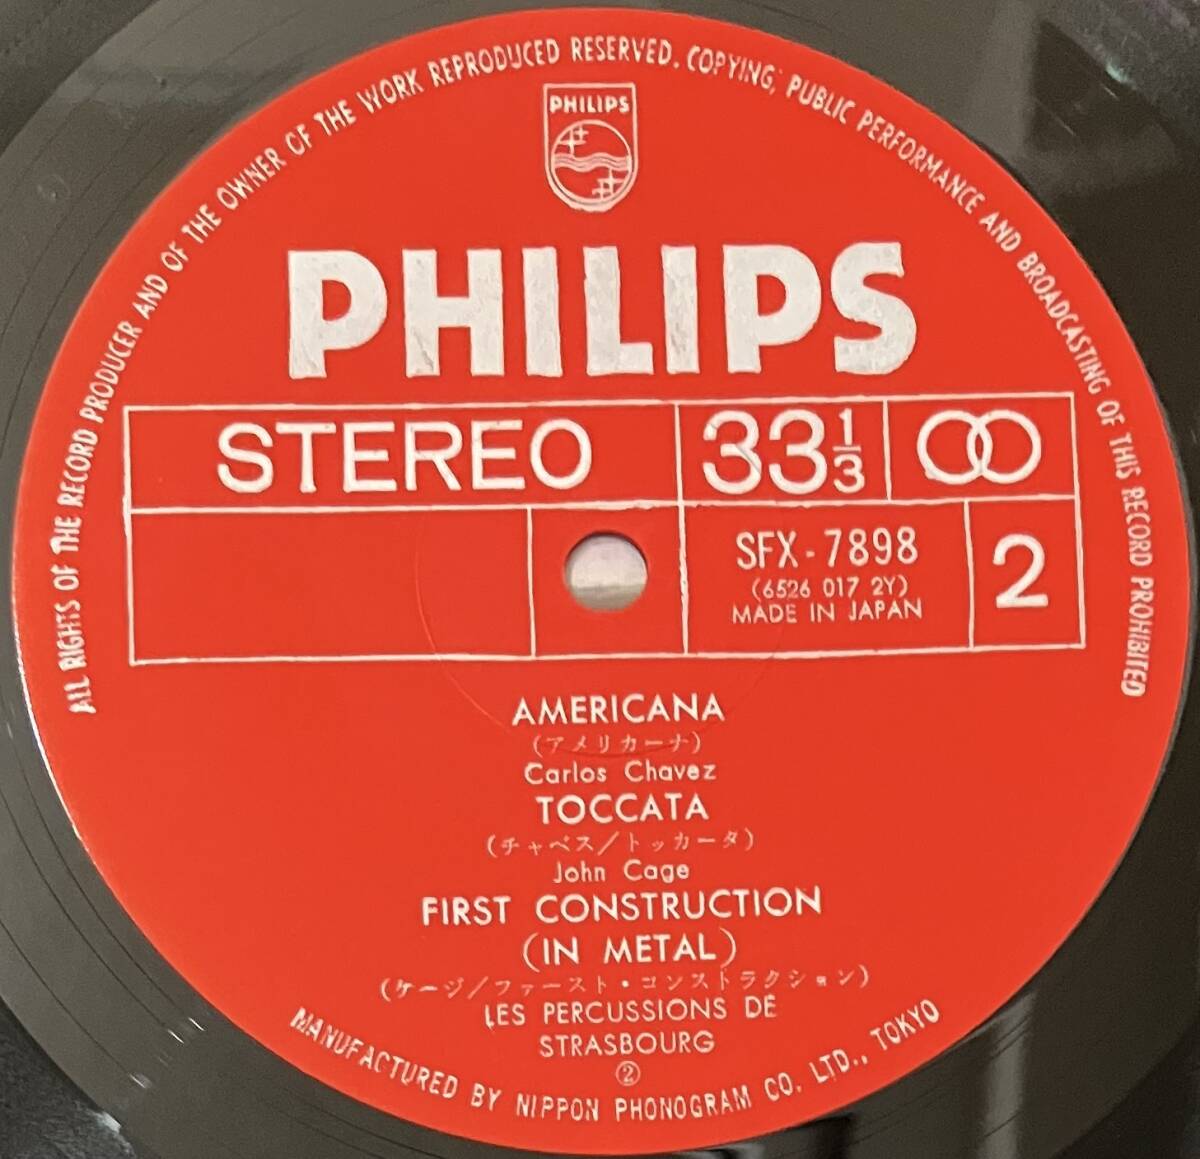 ALL RIGHTS OF THE RECORD PRODUCER AND OF THE OWNER OF THE WORK REPRODUCED RESERVED. COPYING, PUBLIC PERFORMANCE AND BROADCASTING OF THIS RECORD PROHIBITED
PHILIPS
PHILIPS
STEREO
33 1/3
SFX-7898
(6526 017 2Y)
MADE IN JAPAN
2
AMERICANA
(アメリカーナ)
Carlos Chavez
TOCCATA
(チャベス/トッカータ)
John Cage
FIRST CONSTRUCTION
(IN METAL)
(ケージ/ファースト・コンストラクション)
LES PERCUSSIONS DE
STRASBOURG
②
MANUFACTURED BY NIPPON PHONOGRAM CO. LTD., TOKYO